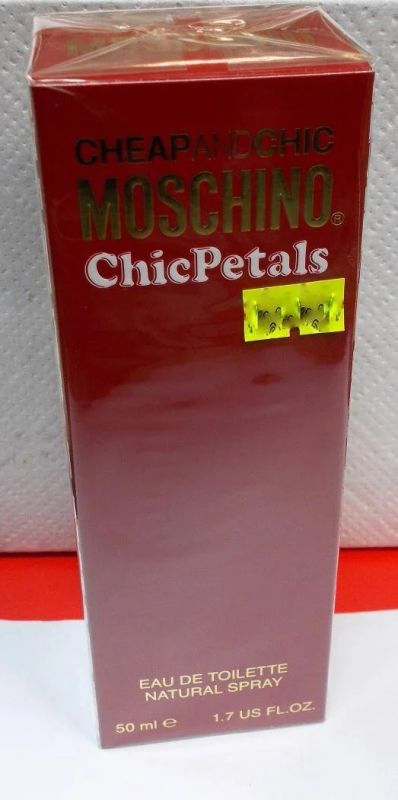 CHEAPANDCHIC
MOSCHINO®
ChicPetals
EAU DE TOILETTE
NATURAL SPRAY
50 ml ℮ 1.7 US FL.OZ.